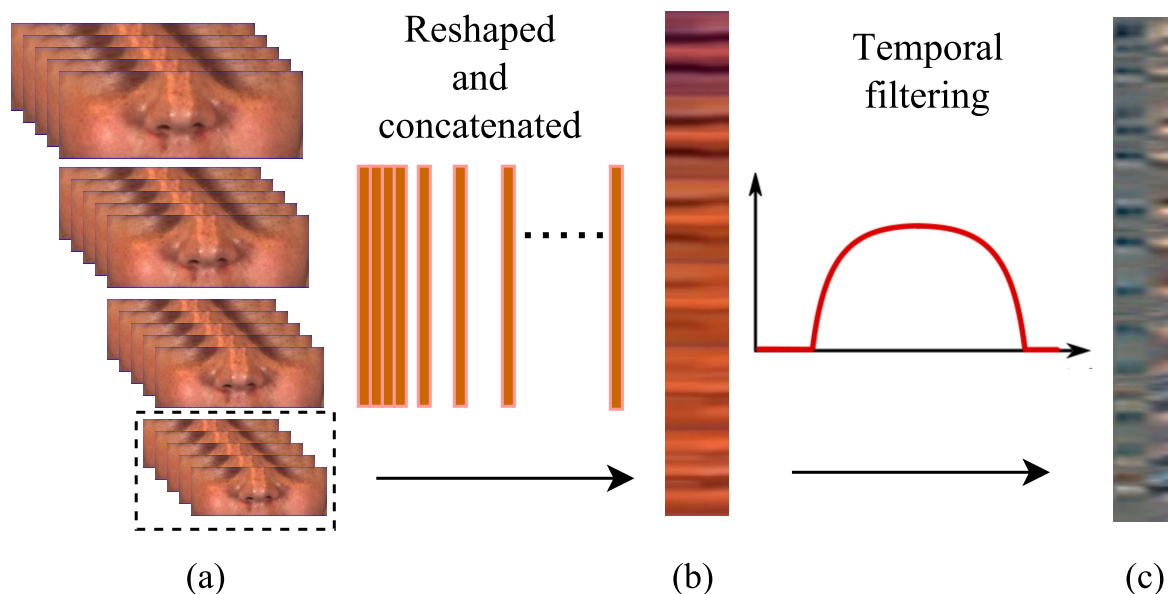 Reshaped
and
concatenated
Temporal
filtering
(a)
(b)
(c)